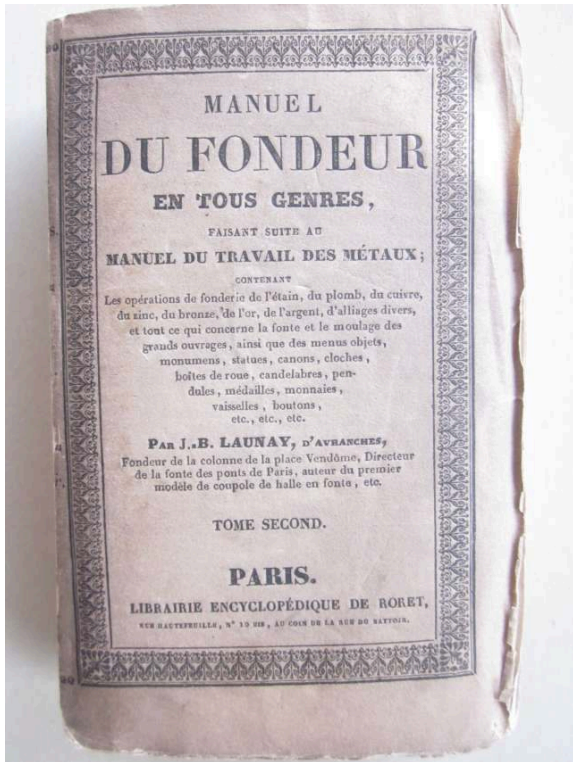 MANUEL
DU FONDEUR
EN TOUS GENRES,
FAISANT SUITE AU
MANUEL DU TRAVAIL DES MÉTAUX;
CONTENANT
Les opérations de fonderie de l'étain, du plomb, du cuivre,
du zinc, du bronze, de l'or, de l'argent, d'alliages divers,
et tout ce qui concerne la fonte et le moulage des
grands ouvrages, ainsi que des menus objets,
monumens, statues, canons, cloches,
boîtes de roue, candelabres, pen-
dules, médailles, monnaies,
vaisselles, boutons,
etc., etc., etc.
PAR J.-B. LAUNAY, D'AVRANCHES,
Fondeur de la colonne de la place Vendôme, Directeur
de la fonte des ponts de Paris, auteur du premier
modèle de coupole de halle en fonte, etc.
TOME SECOND.
PARIS.
LIBRAIRIE ENCYCLOPÉDIQUE DE RORET,
RUE HAUTEFEUILLE, N° 10 BIS, AU COIN DE LA RUE DU BATTOIR.